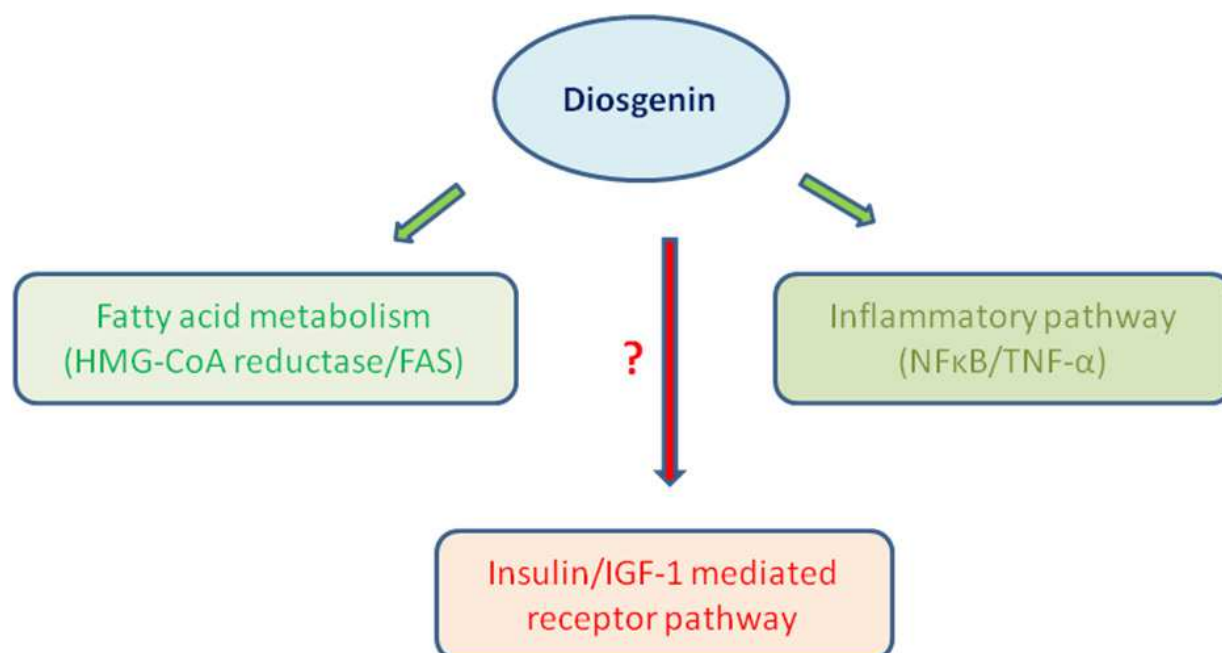 Diosgenin
Fatty acid metabolism
(HMG-CoA reductase/FAS)
Inflammatory pathway
(NFκB/TNF-α)
?
Insulin/IGF-1 mediated
receptor pathway